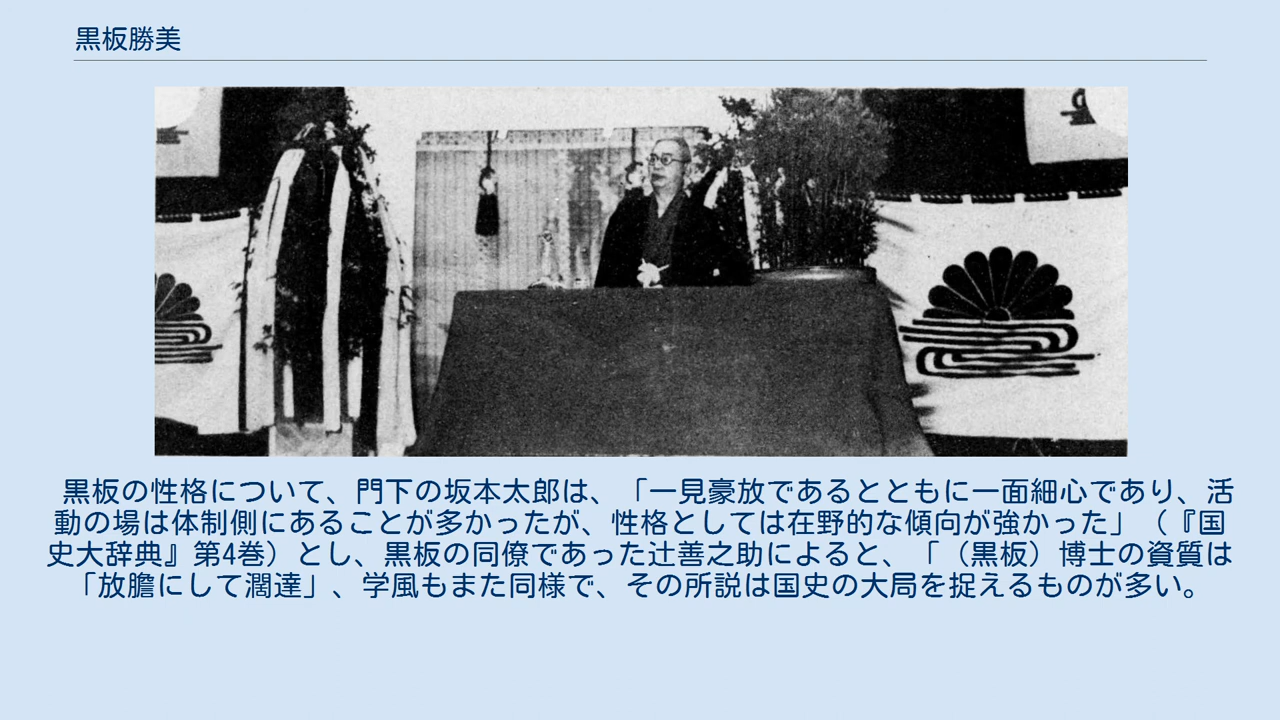 黒板勝美
黒板の性格について、門下の坂本太郎は、「一見豪放であるとともに一面細心であり、活
動の場は体制側にあることが多かったが、性格としては在野的な傾向が強かった」（『国
史大辞典』第4巻）とし、黒板の同僚であった辻善之助によると、「（黒板）博士の資質は
「放膽にして濶達」、学風もまた同様で、その所説は国史の大局を捉えるものが多い。